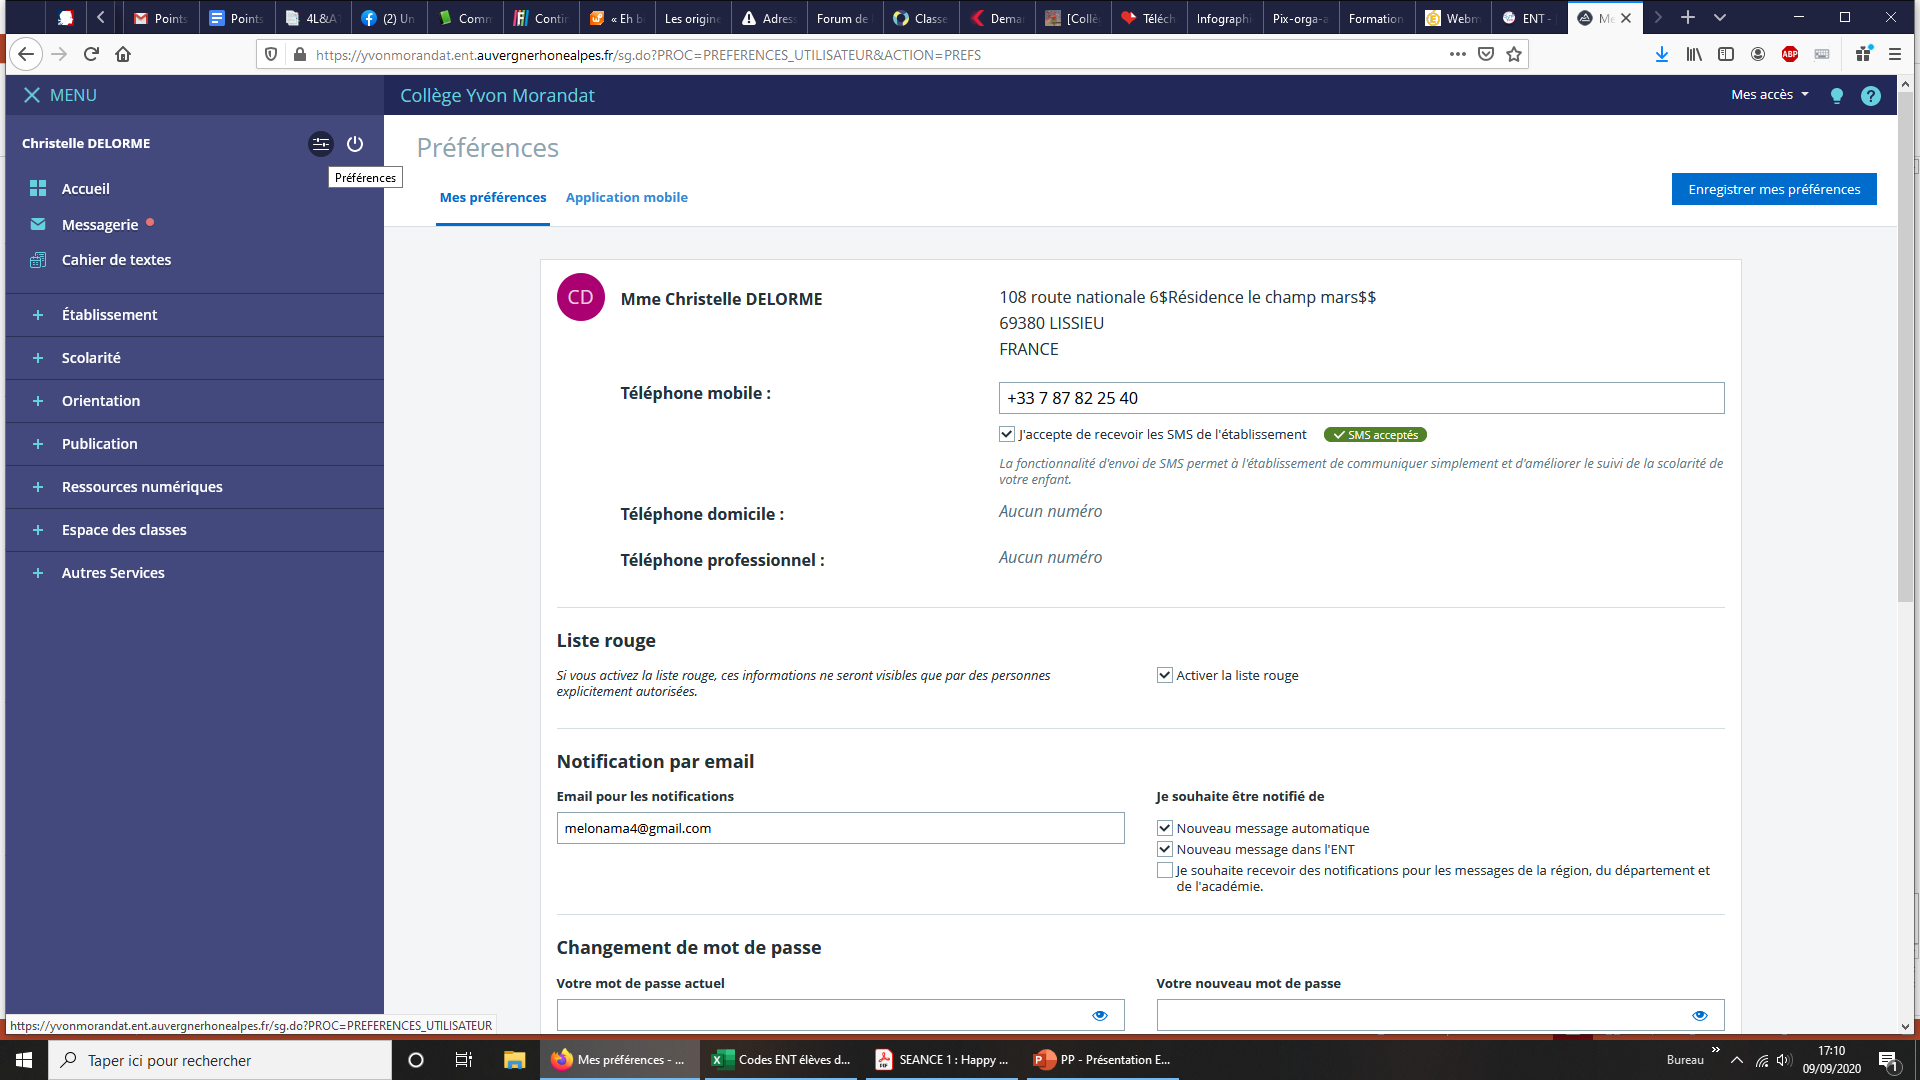 Points
Points
4L&A
(2) Un
Comm
Contin
« Eh b
Les origine
Adress
Forum de
Classe
Dema
[Collè
Téléch
Infographi
Pix-orga-a
Formation
Webm
ENT -
Me
https://yvonmorandat.ent.auvergnerhonealpes.fr/sg.do?PROC=PREFERENCES_UTILISATEUR&ACTION=PREFS
ABP
MENU
Collège Yvon Morandat
Mes accès
?
Christelle DELORME
Préférences
Accueil
Messagerie
Cahier de textes
Établissement
Scolarité
Orientation
Publication
Ressources numériques
Espace des classes
Autres Services
Préférences
Mes préférences
Application mobile
Enregistrer mes préférences
CD
Mme Christelle DELORME
108 route nationale 6$Résidence le champ mars$$
69380 LISSIEU
FRANCE
Téléphone mobile :
+33 7 87 82 25 40
J'accepte de recevoir les SMS de l'établissement
SMS acceptés
La fonctionnalité d'envoi de SMS permet à l'établissement de communiquer simplement et d'améliorer le suivi de la scolarité de
votre enfant.
Téléphone domicile :
Aucun numéro
Téléphone professionnel :
Aucun numéro
Liste rouge
Si vous activez la liste rouge, ces informations ne seront visibles que par des personnes
explicitement autorisées.
Activer la liste rouge
Notification par email
Email pour les notifications
melonama4@gmail.com
Je souhaite être notifié de
Nouveau message automatique
Nouveau message dans l'ENT
Je souhaite recevoir des notifications pour les messages de la région, du département et
de l'académie.
Changement de mot de passe
Votre mot de passe actuel
Votre nouveau mot de passe
https://yvonmorandat.ent.auvergnerhonealpes.fr/sg.do?PROC=PREFERENCES_UTILISATEUR
Taper ici pour rechercher
Mes préférences - ...
Codes ENT élèves d...
SEANCE 1 : Happy ...
PP - Présentation E...
Bureau
17:10
09/09/2020
1